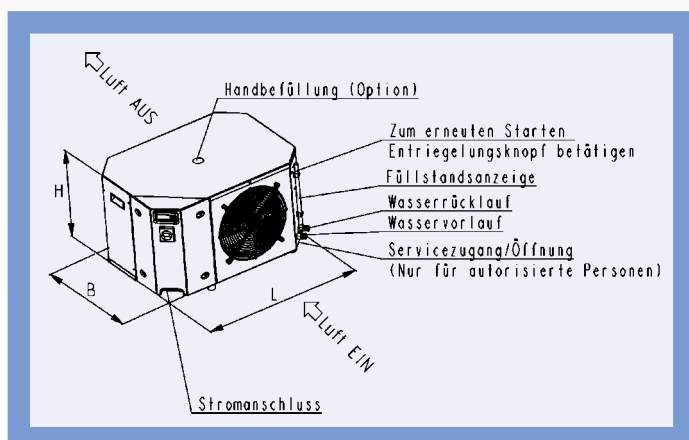 Luft AUS
Handbefüllung (Option)
Zum erneuten Starten
Entriegelungsknopf betätigen
Füllstandsanzeige
Wasserrücklauf
Wasservorlauf
Servicezugang/Öffnung
(Nur für autorisierte Personen)
H
B
L
Luft EIN
Stromanschluss